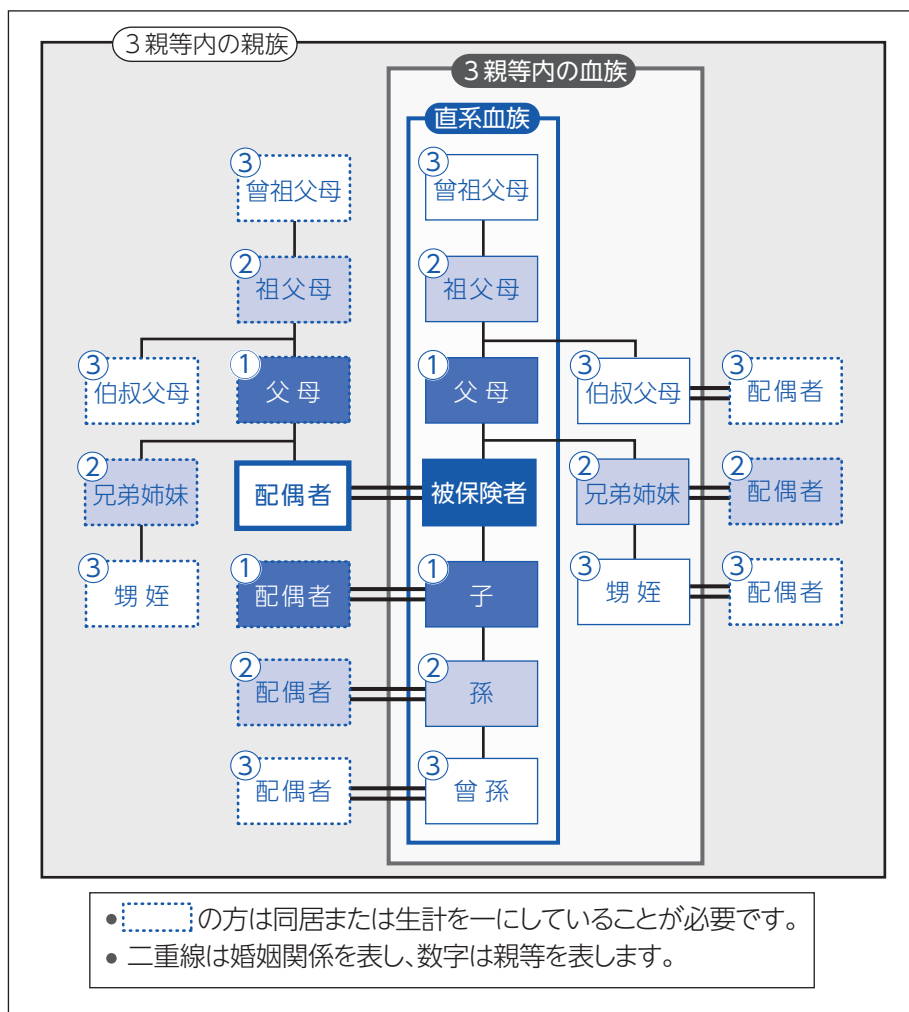 3親等内の親族
3親等内の血族
直系血族
③ 曾祖父母 ③ 曾祖父母
② 祖父母 ② 祖父母
③ 伯叔父母 ① 父母 ① 父母 ③ 伯叔父母 ③ 配偶者
② 兄弟姉妹 配偶者 被保険者 ② 兄弟姉妹 ② 配偶者
③ 甥姪 ① 配偶者 ① 子 ③ 甥姪 ③ 配偶者
② 配偶者 ② 孫
③ 配偶者 ③ 曾孫
● の方は同居または生計を一にしていることが必要です。
● 二重線は婚姻関係を表し、数字は親等を表します。